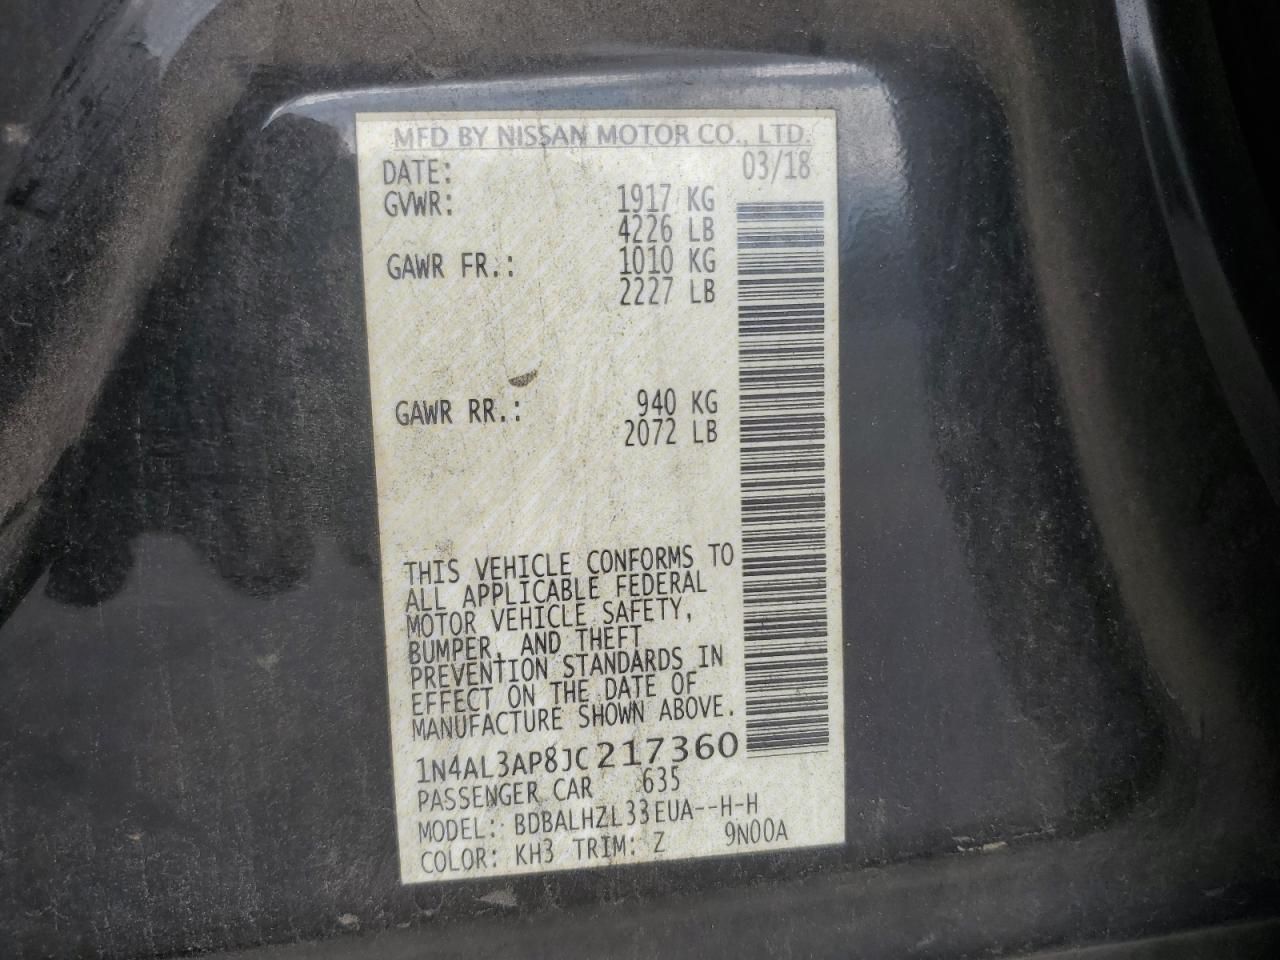 MFD BY NISSAN MOTOR CO., LTD.
DATE: 03/18
GVWR: 1917 KG
4226 LB
GAWR FR.: 1010 KG
2227 LB
GAWR RR.: 940 KG
2072 LB
THIS VEHICLE CONFORMS TO
ALL APPLICABLE FEDERAL
MOTOR VEHICLE SAFETY,
BUMPER, AND THEFT
PREVENTION STANDARDS IN
EFFECT ON THE DATE OF
MANUFACTURE SHOWN ABOVE.
1N4AL3AP8JC217360
PASSENGER CAR 635
MODEL: BDBALHZL33EUA--H-H
COLOR: KH3 TRIM: Z 9N00A